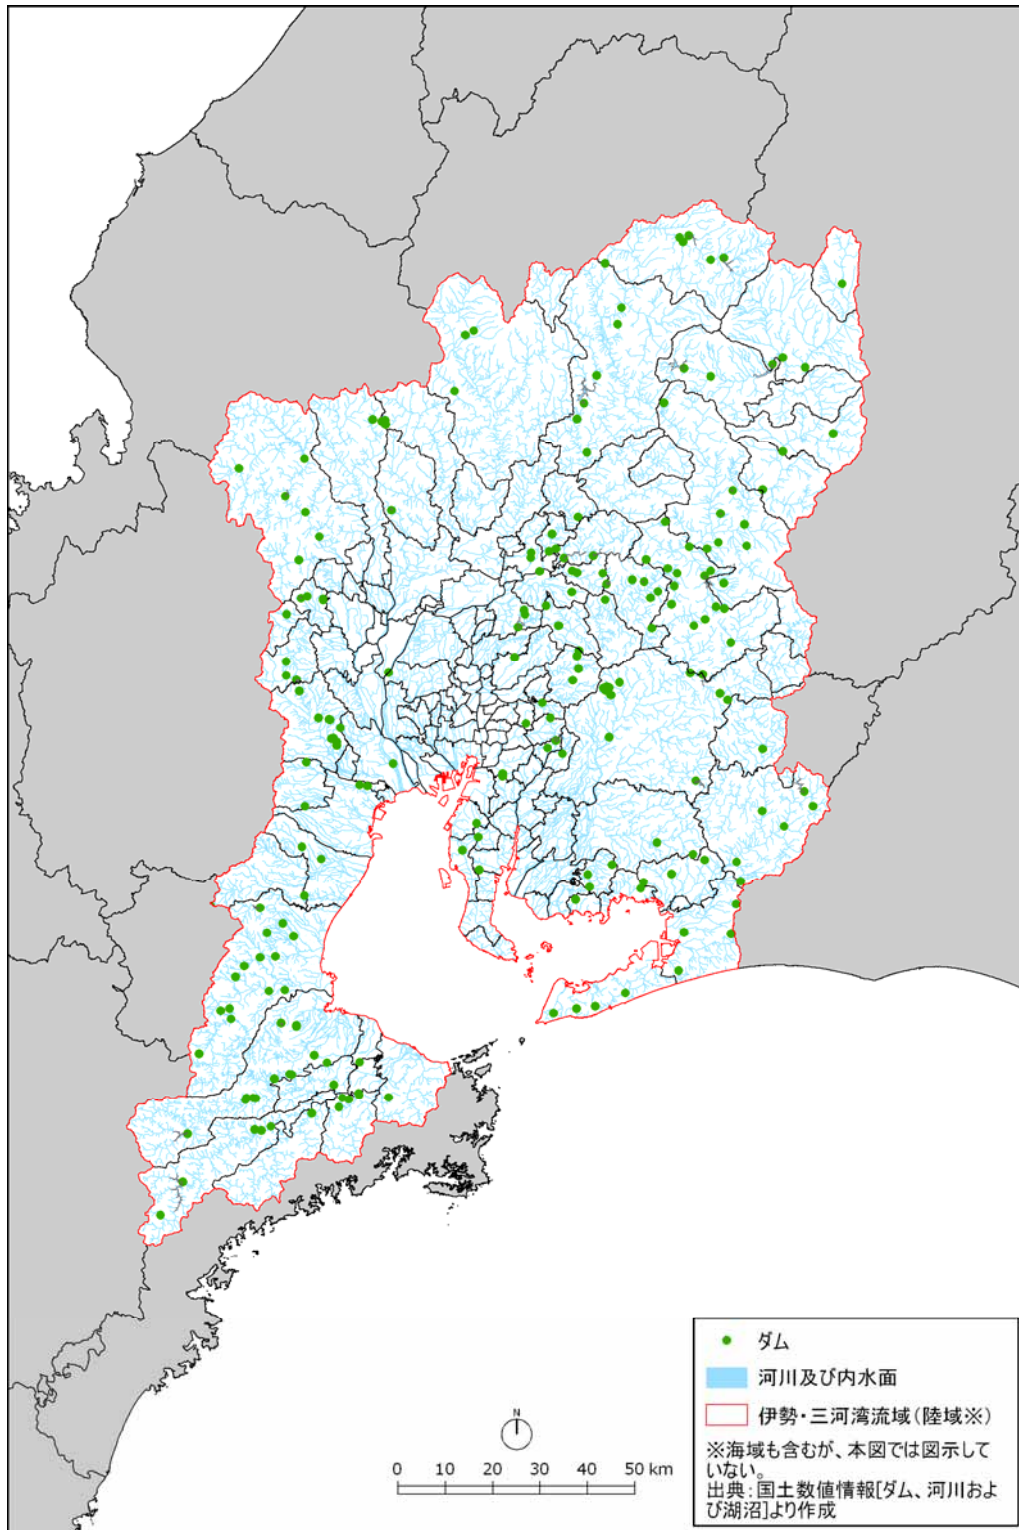 ダム
河川及び内水面
伊勢・三河湾流域(陸域※)
※海域も含むが、本図では図示して
いない。
出典:国土数値情報[ダム、河川およ
び湖沼]より作成
N
0 10 20 30 40 50 km